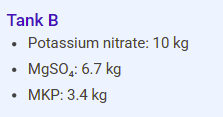 Tank B
• Potassium nitrate: 10 kg
• MgSO₄: 6.7 kg
• MKP: 3.4 kg